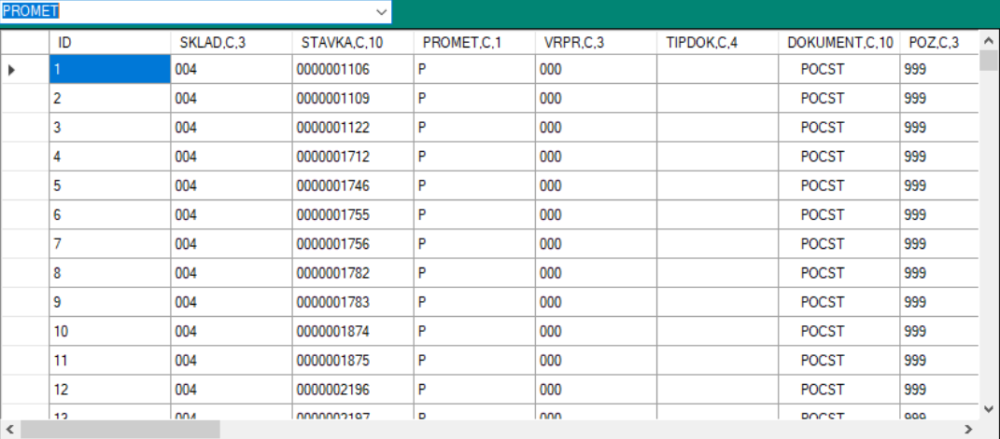 PROMET
ID SKLAD,C,3 STAVKA,C,10 PROMET,C,1 VRPR,C,3 TIPDOK,C,4 DOKUMENT,C,10 POZ,C,3
1 004 0000001106 P 000 POCST 999
2 004 0000001109 P 000 POCST 999
3 004 0000001122 P 000 POCST 999
4 004 0000001712 P 000 POCST 999
5 004 0000001746 P 000 POCST 999
6 004 0000001755 P 000 POCST 999
7 004 0000001756 P 000 POCST 999
8 004 0000001782 P 000 POCST 999
9 004 0000001783 P 000 POCST 999
10 004 0000001874 P 000 POCST 999
11 004 0000001875 P 000 POCST 999
12 004 0000002196 P 000 POCST 999
13 004 0000002197 P 000 POCST 999